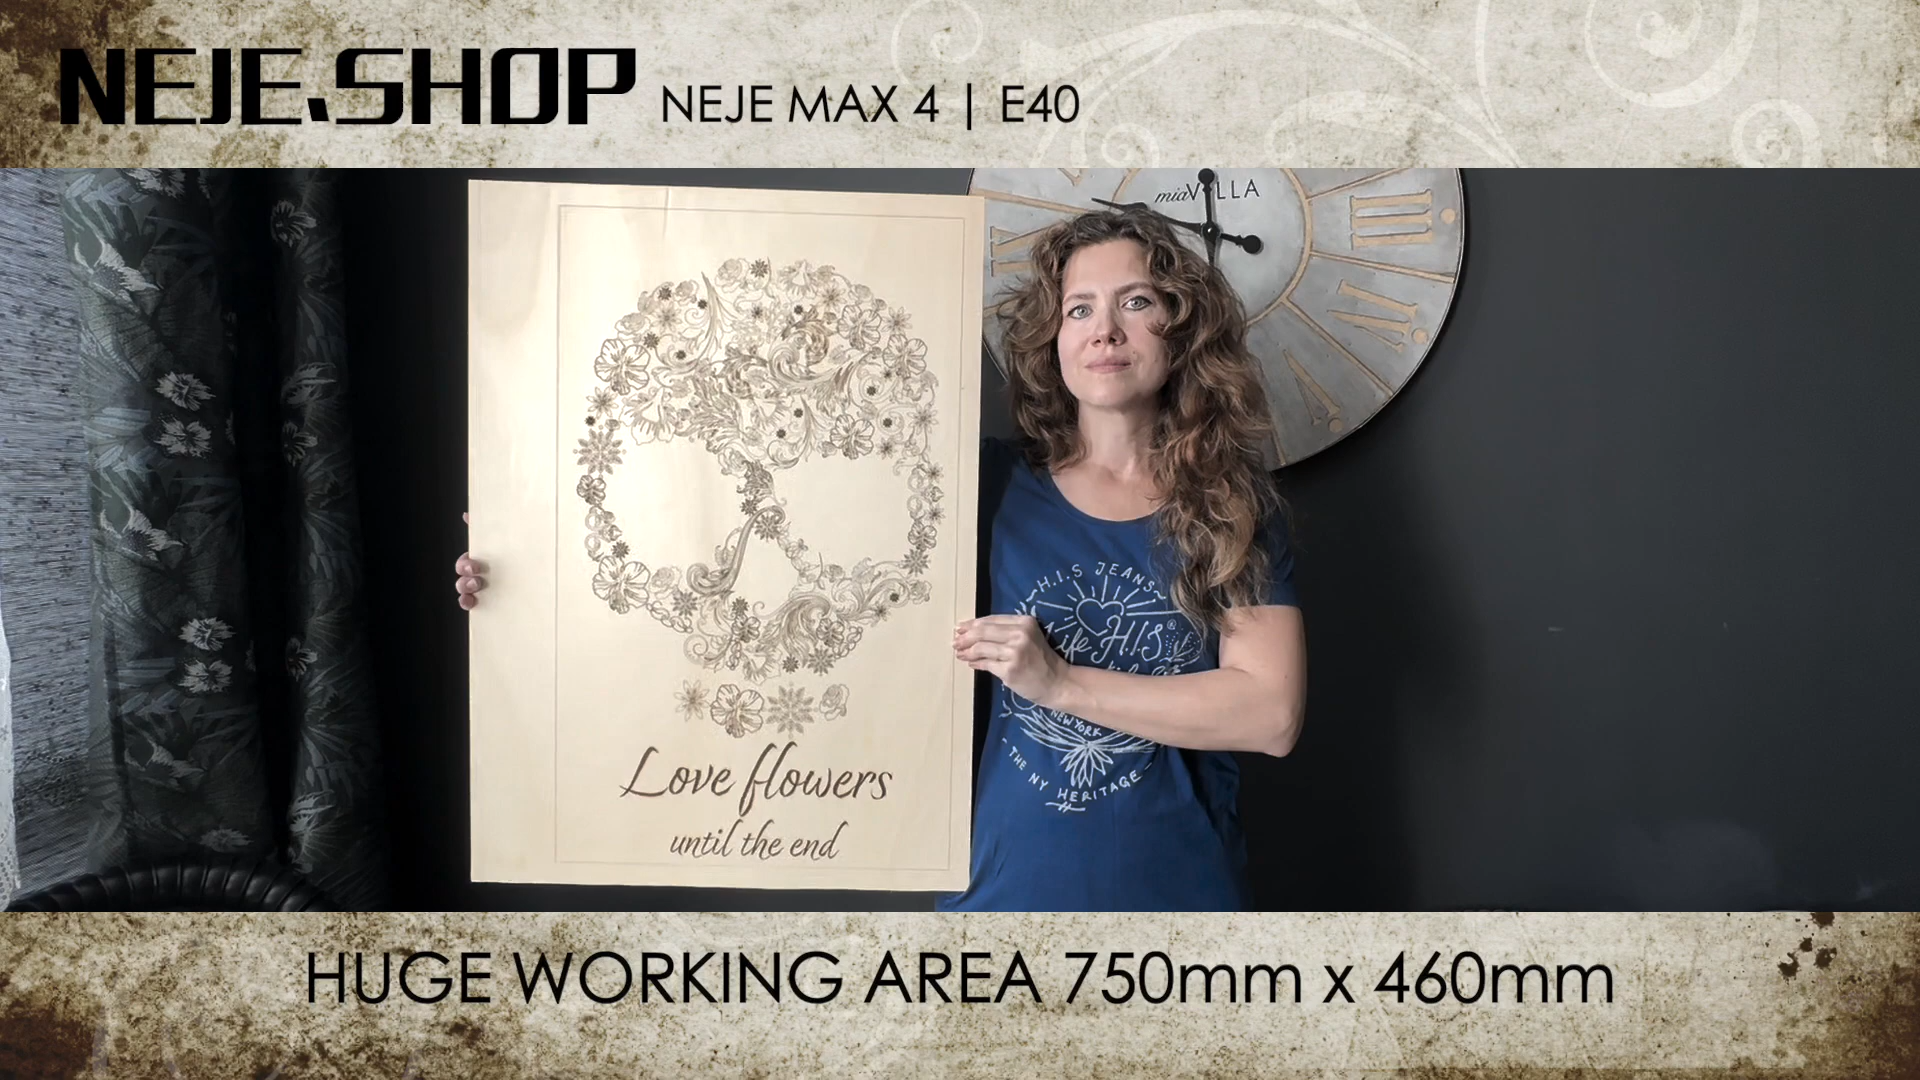 NEJE.SHOP
NEJE MAX 4 | E40
miaVILLA
H.I.S JEANS
Life H.I.S®
NEW YORK
THE NY HERITAGE
Love flowers
until the end
HUGE WORKING AREA 750mm x 460mm